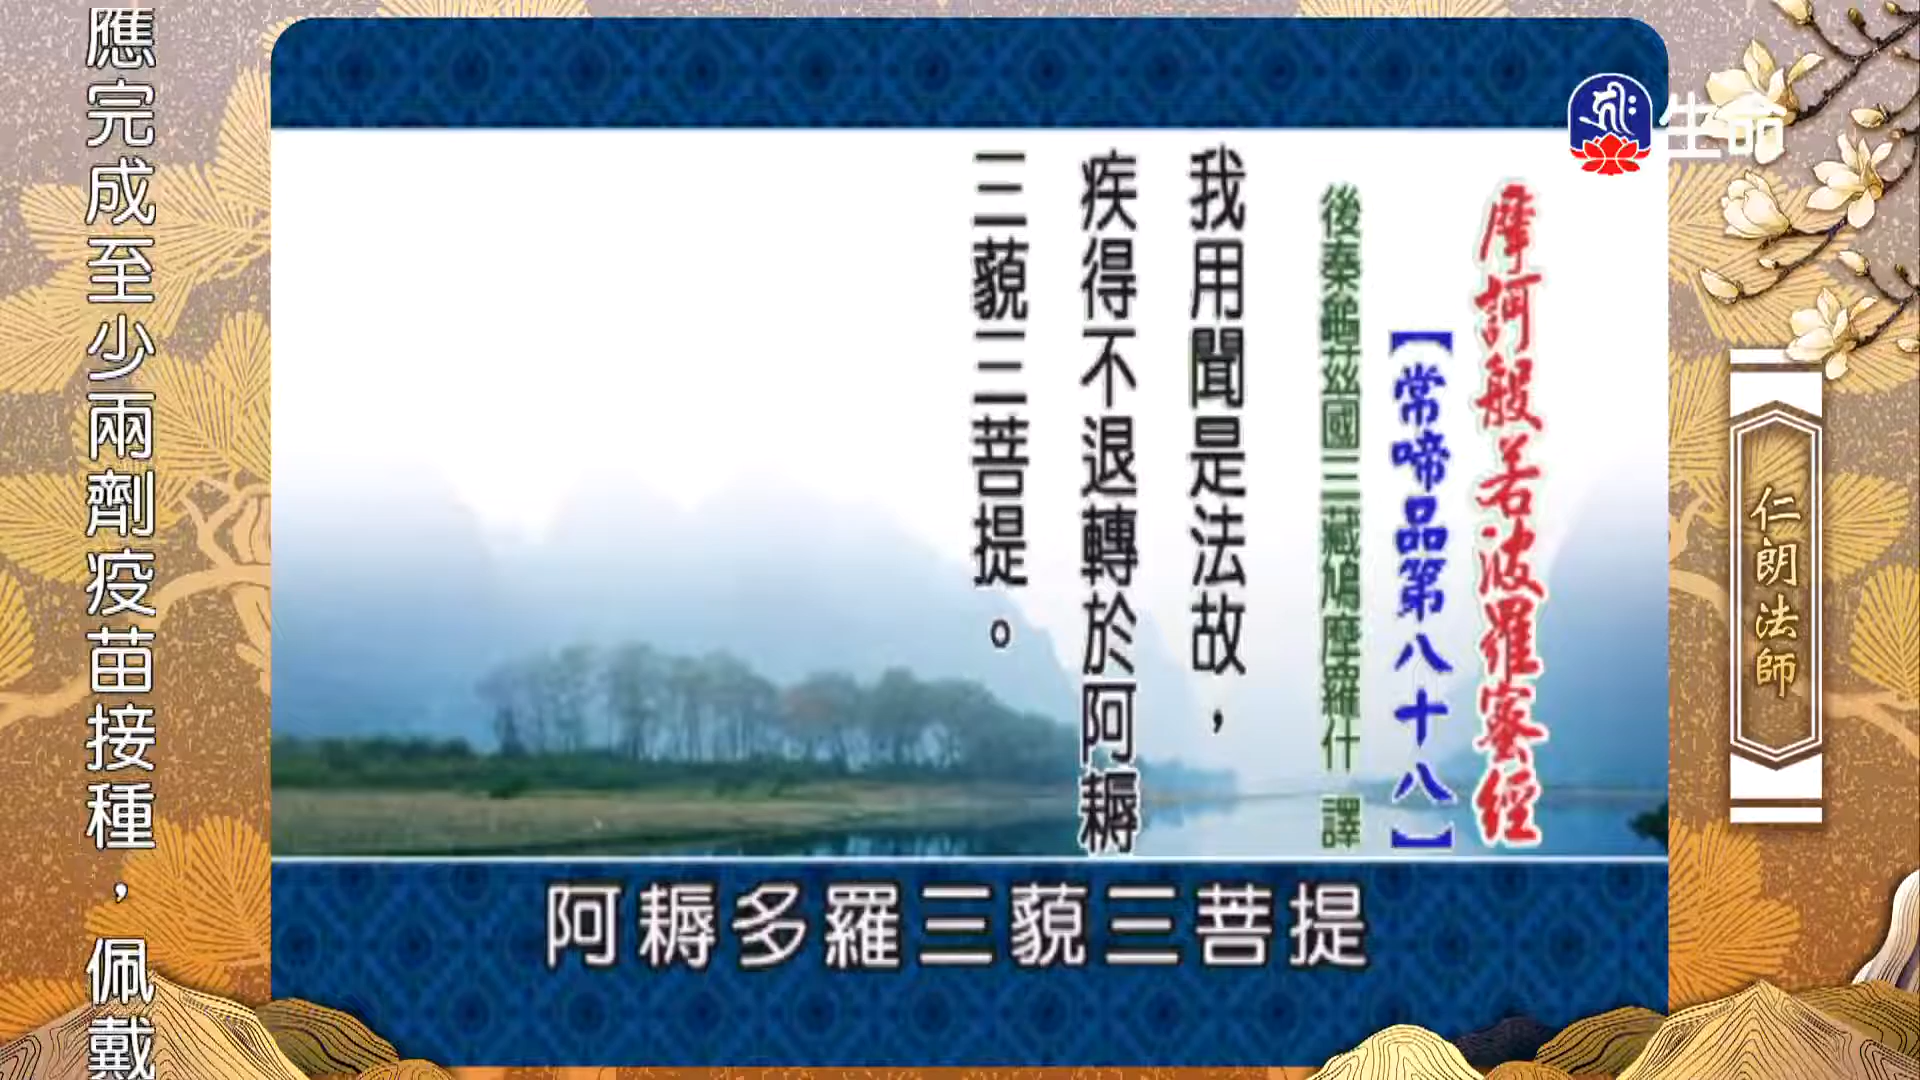 生命
仁朗法師
摩訶般若波羅蜜經
【常啼品第八十八】
後秦龜茲國三藏鳩摩羅什 譯
我用聞是法故，
疾得不退轉於阿耨
三藐三菩提。
阿耨多羅三藐三菩提
應完成至少兩劑疫苗接種，佩戴